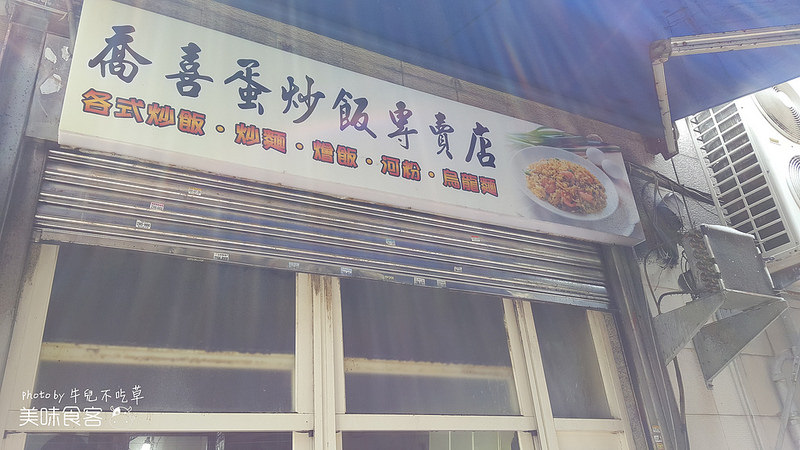 喬喜蛋炒飯專賣店
各式炒飯・炒麵・燴飯・河粉・烏龍麵
photo by 牛兒不吃草
美味食客